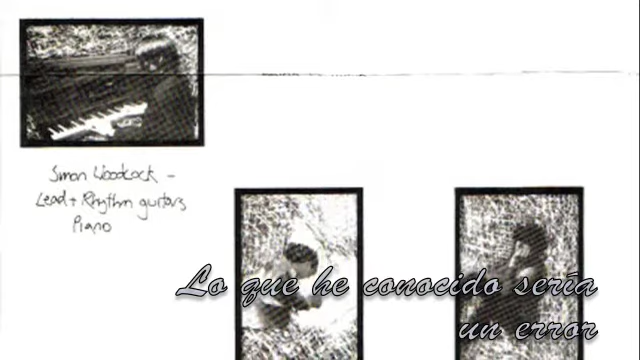 Simon Woodcock -
Lead + Rhythm guitars
Piano
Lo que he conocido sería
un error